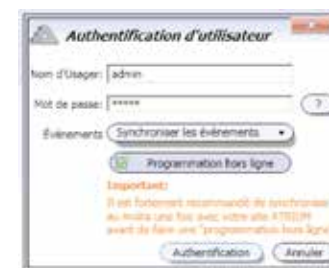 Authentification d'utilisateur
Nom d'Usager: admin
Mot de passe: ***** ?
Évènements Synchroniser les évènements
Programmation hors ligne
Important:
Il est fortement recommandé de synchroniser
au moins une fois avec votre site ATRIUM
avant de faire une "programmation hors ligne
Authentification Annuler